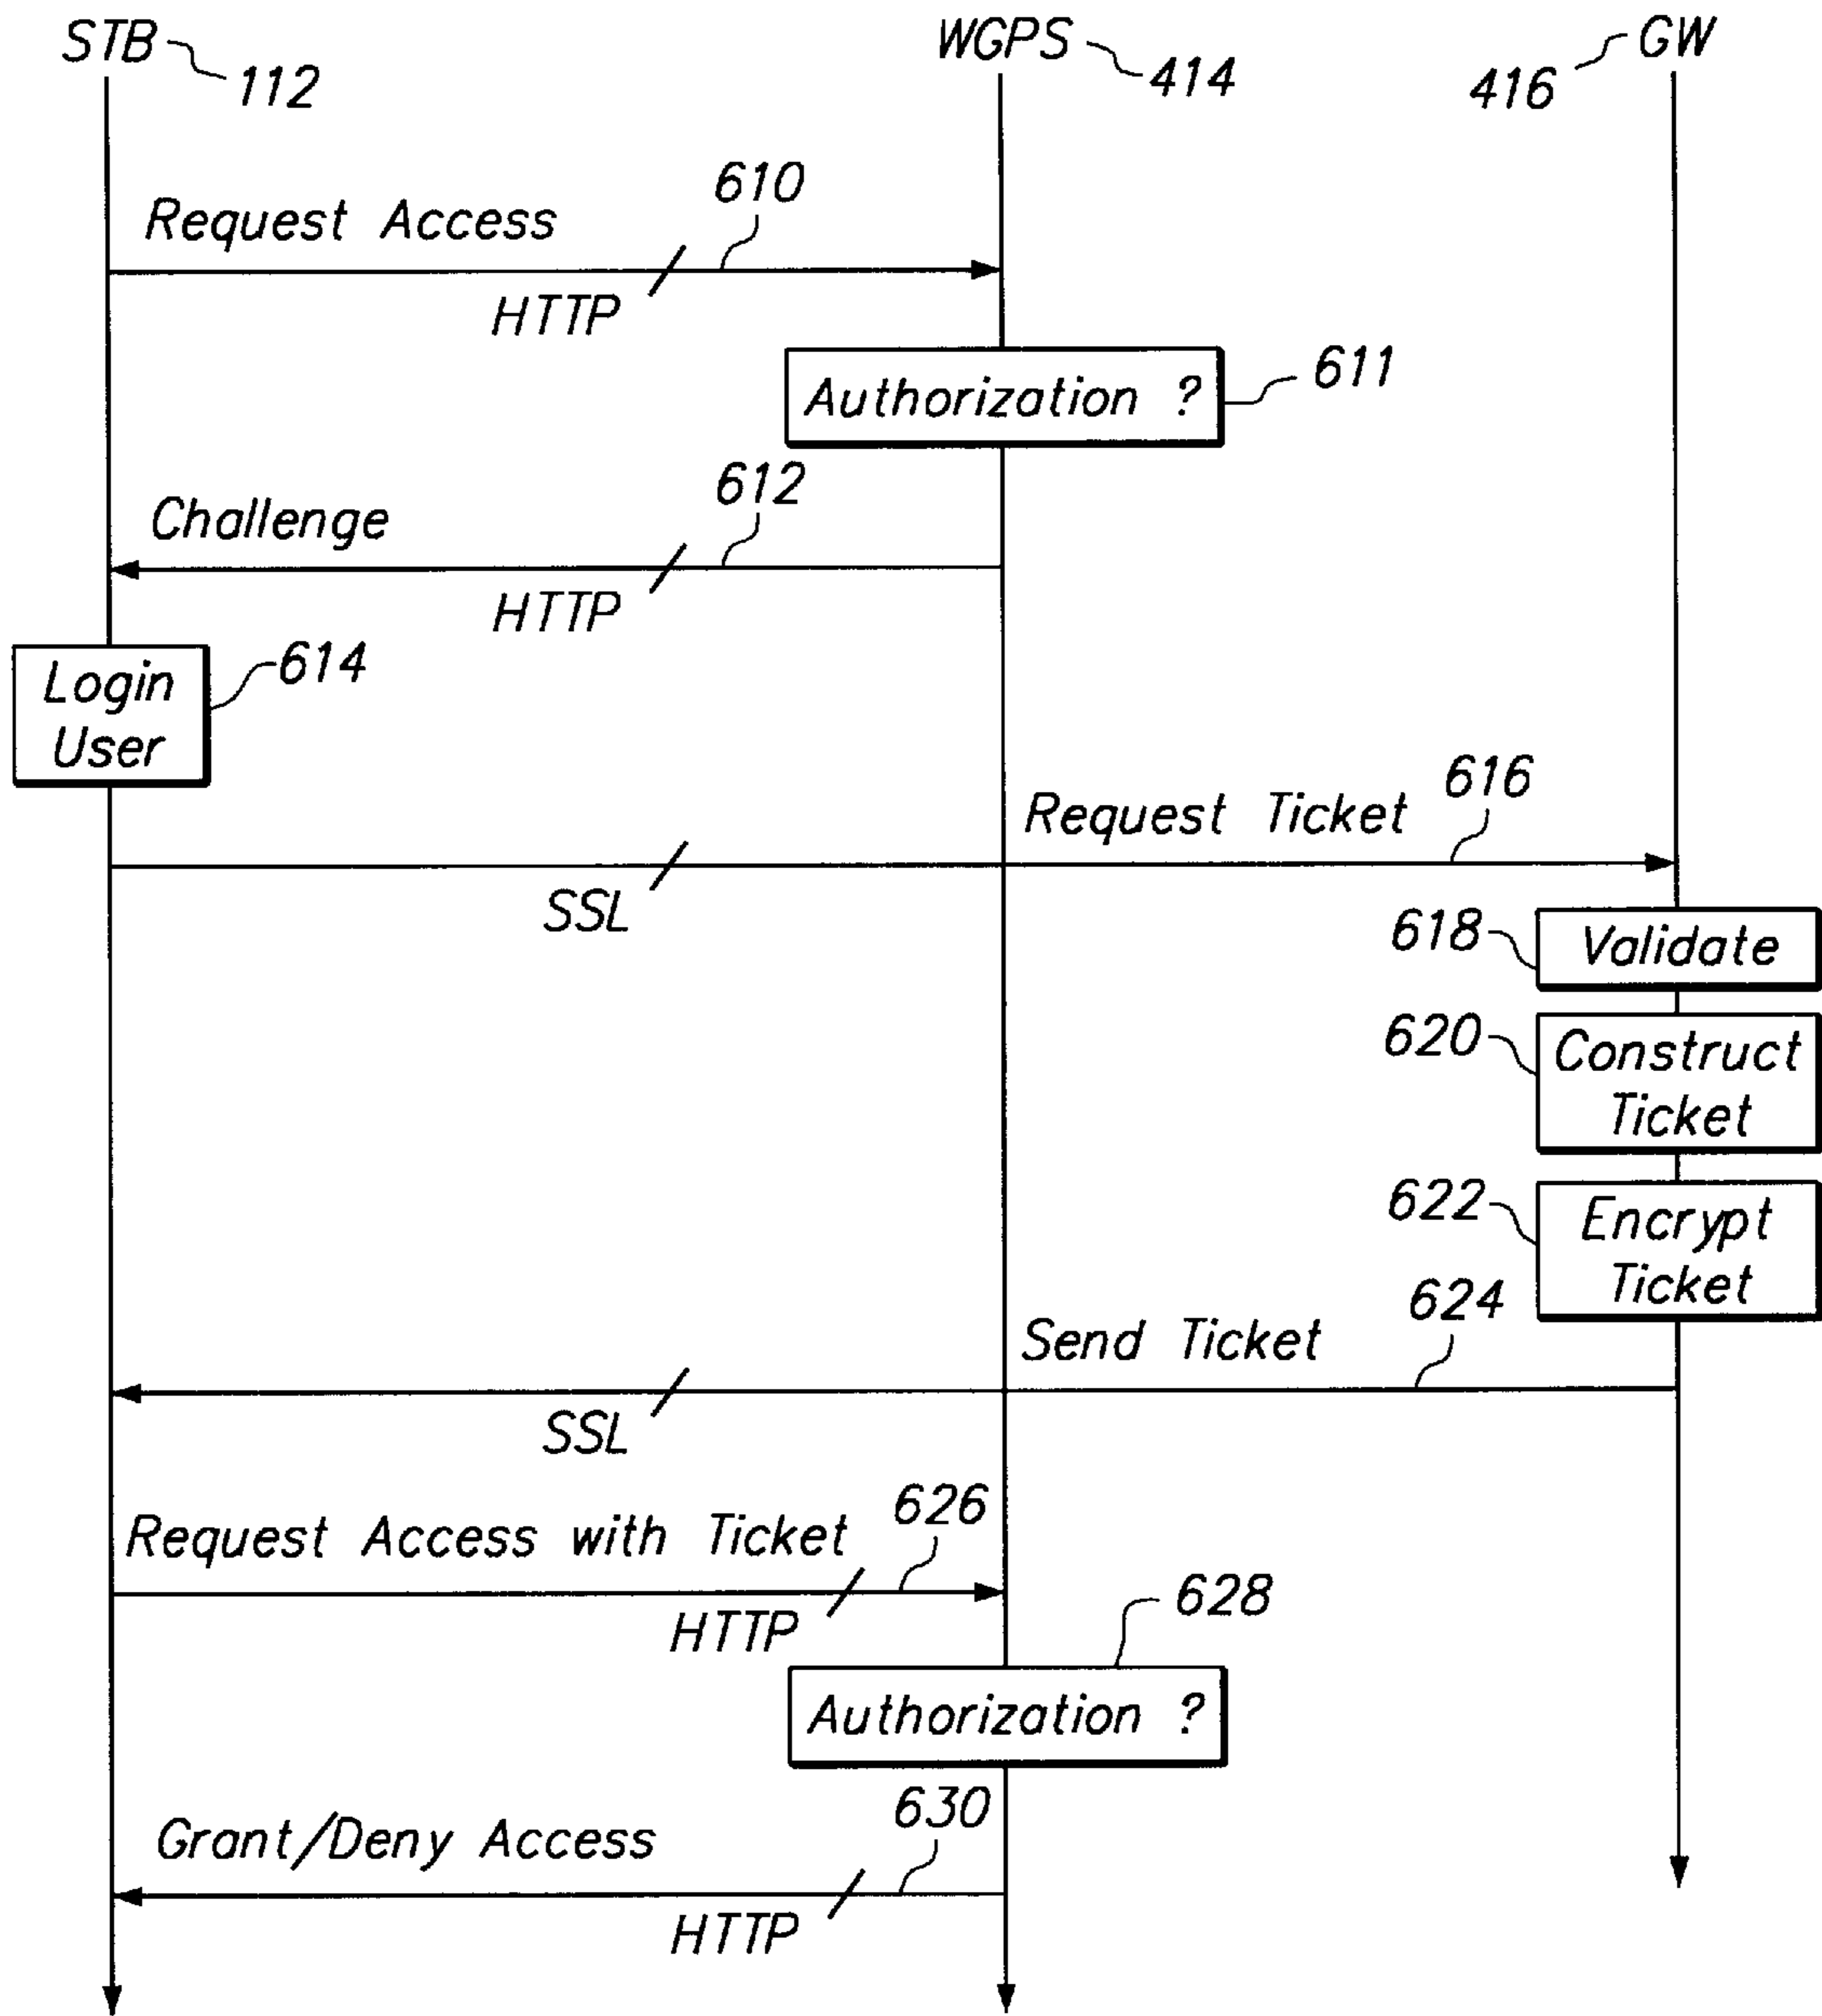 STB
112
WGPS
414
GW
416
610
Request Access
HTTP
Authorization ?
611
612
Challenge
HTTP
Login
User
614
616
Request Ticket
SSL
618
Validate
620
Construct
Ticket
622
Encrypt
Ticket
624
Send Ticket
SSL
626
Request Access with Ticket
HTTP
628
Authorization ?
630
Grant/Deny Access
HTTP